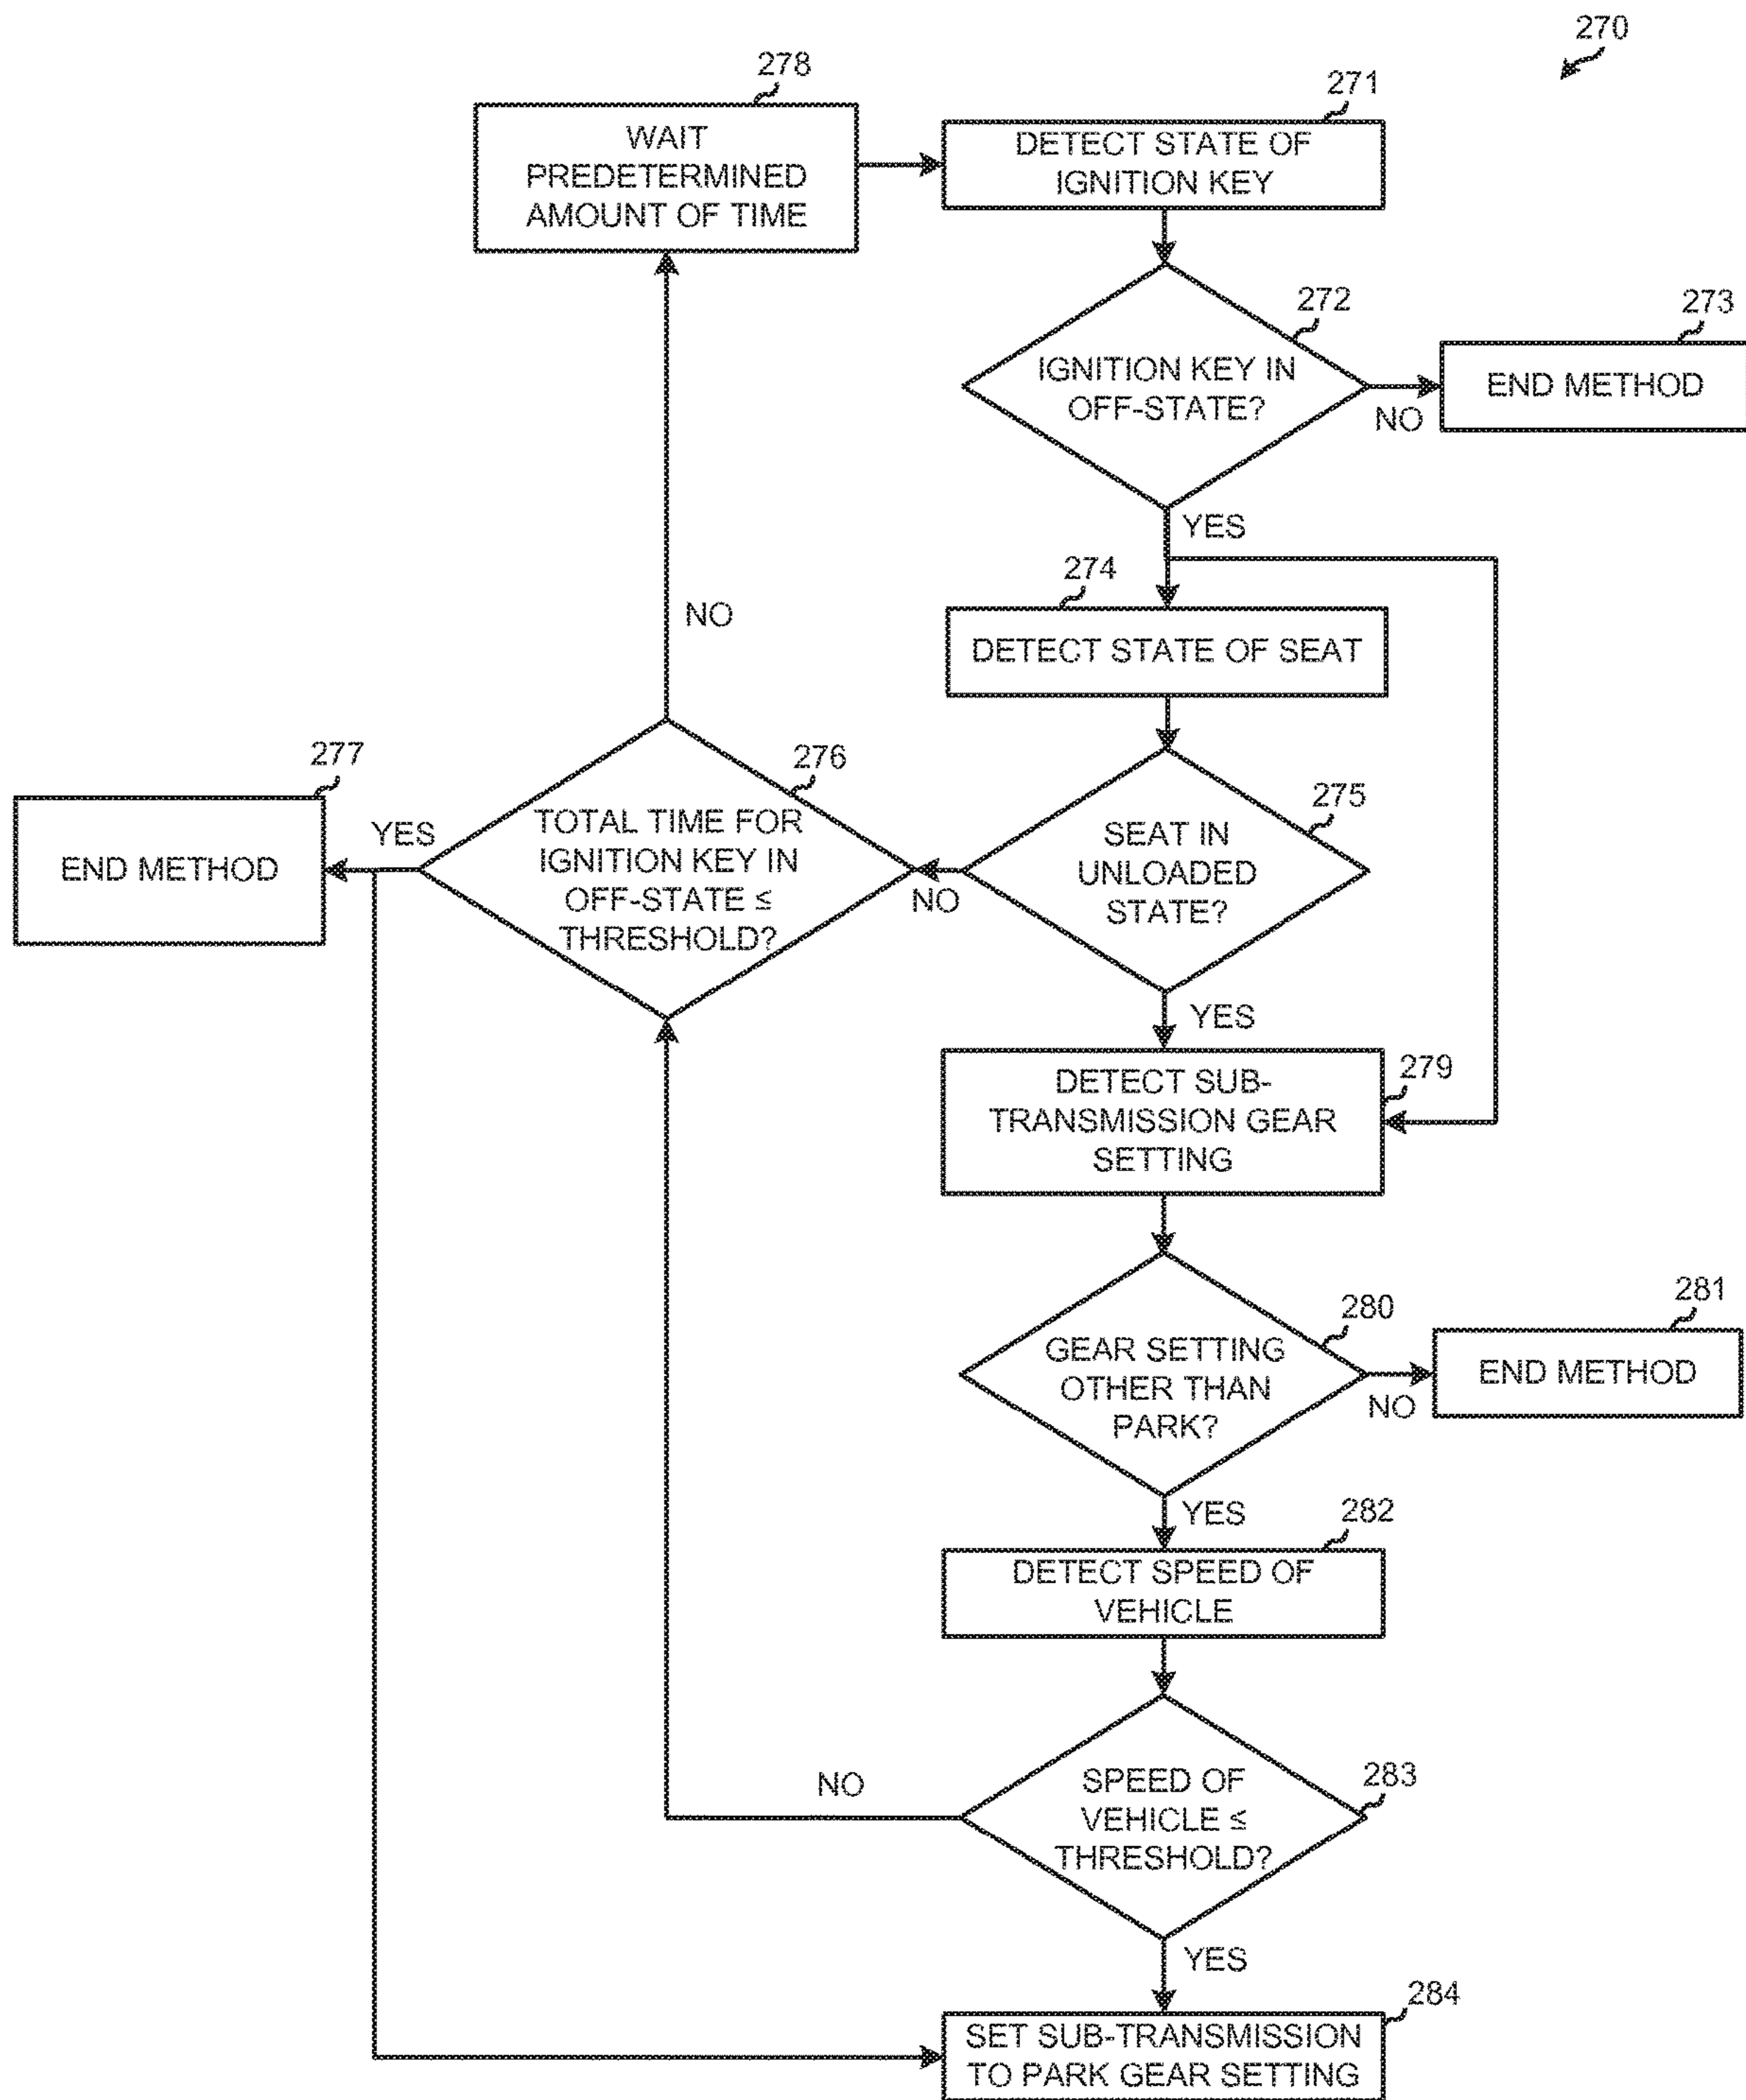 270
278
WAIT
PREDETERMINED
AMOUNT OF TIME
271
DETECT STATE OF
IGNITION KEY
272
IGNITION KEY IN
OFF-STATE?
NO
273
END METHOD
YES
274
DETECT STATE OF SEAT
NO
275
SEAT IN
UNLOADED
STATE?
NO
276
TOTAL TIME FOR
IGNITION KEY IN
OFF-STATE ≤
THRESHOLD?
YES
277
END METHOD
YES
279
DETECT SUB-
TRANSMISSION GEAR
SETTING
280
GEAR SETTING
OTHER THAN
PARK?
NO
281
END METHOD
YES
282
DETECT SPEED OF
VEHICLE
283
SPEED OF
VEHICLE ≤
THRESHOLD?
NO
YES
284
SET SUB-TRANSMISSION
TO PARK GEAR SETTING